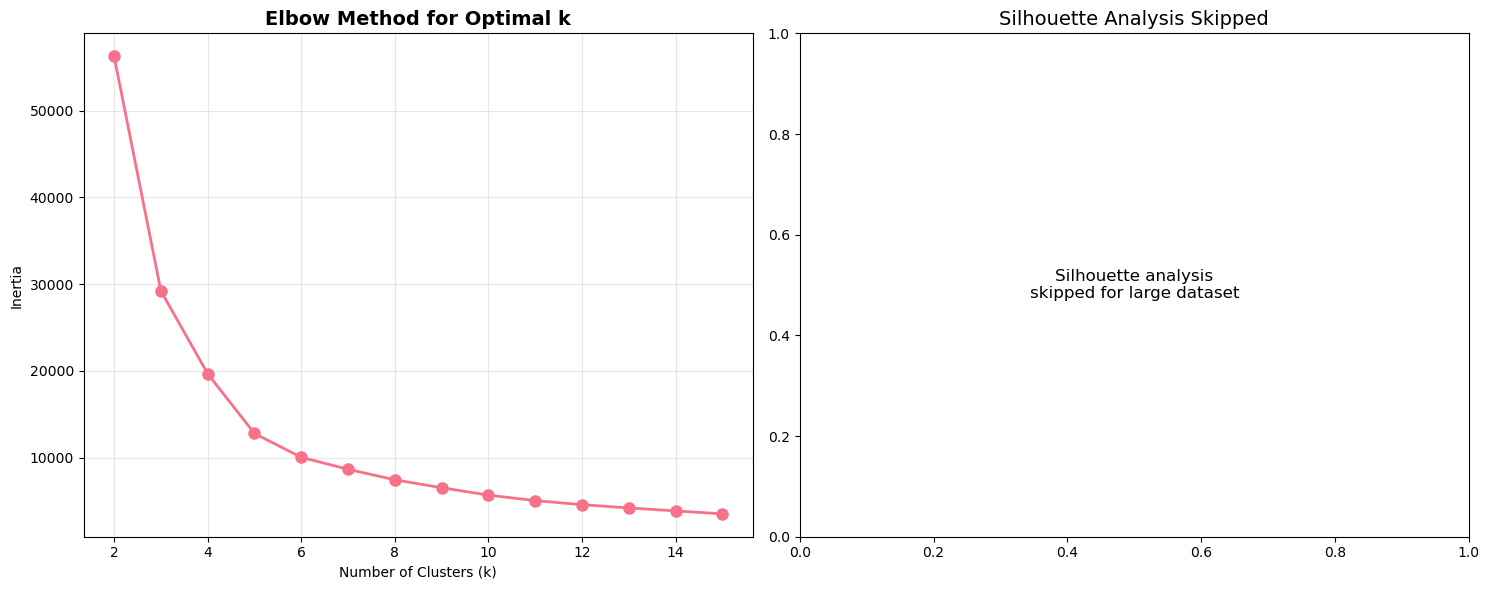 Elbow Method for Optimal k
50000
40000
30000
20000
10000
Inertia
2 4 6 8 10 12 14
Number of Clusters (k)
Silhouette Analysis Skipped
1.0
0.8
0.6
0.4
0.2
0.0
Silhouette analysis
skipped for large dataset
0.0 0.2 0.4 0.6 0.8 1.0